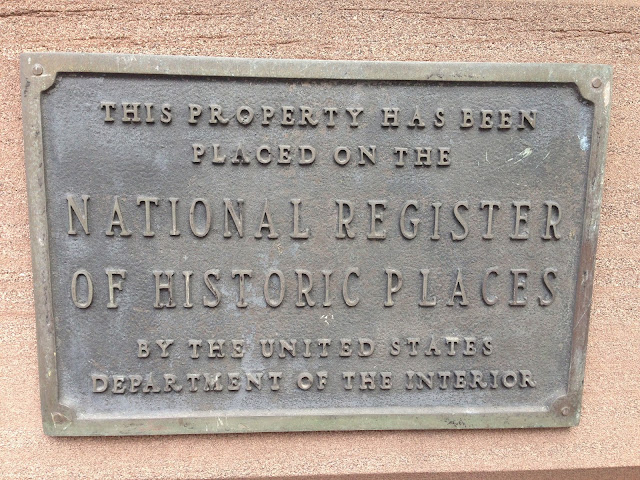 THIS PROPERTY HAS BEEN
PLACED ON THE
NATIONAL REGISTER
OF HISTORIC PLACES
BY THE UNITED STATES
DEPARTMENT OF THE INTERIOR